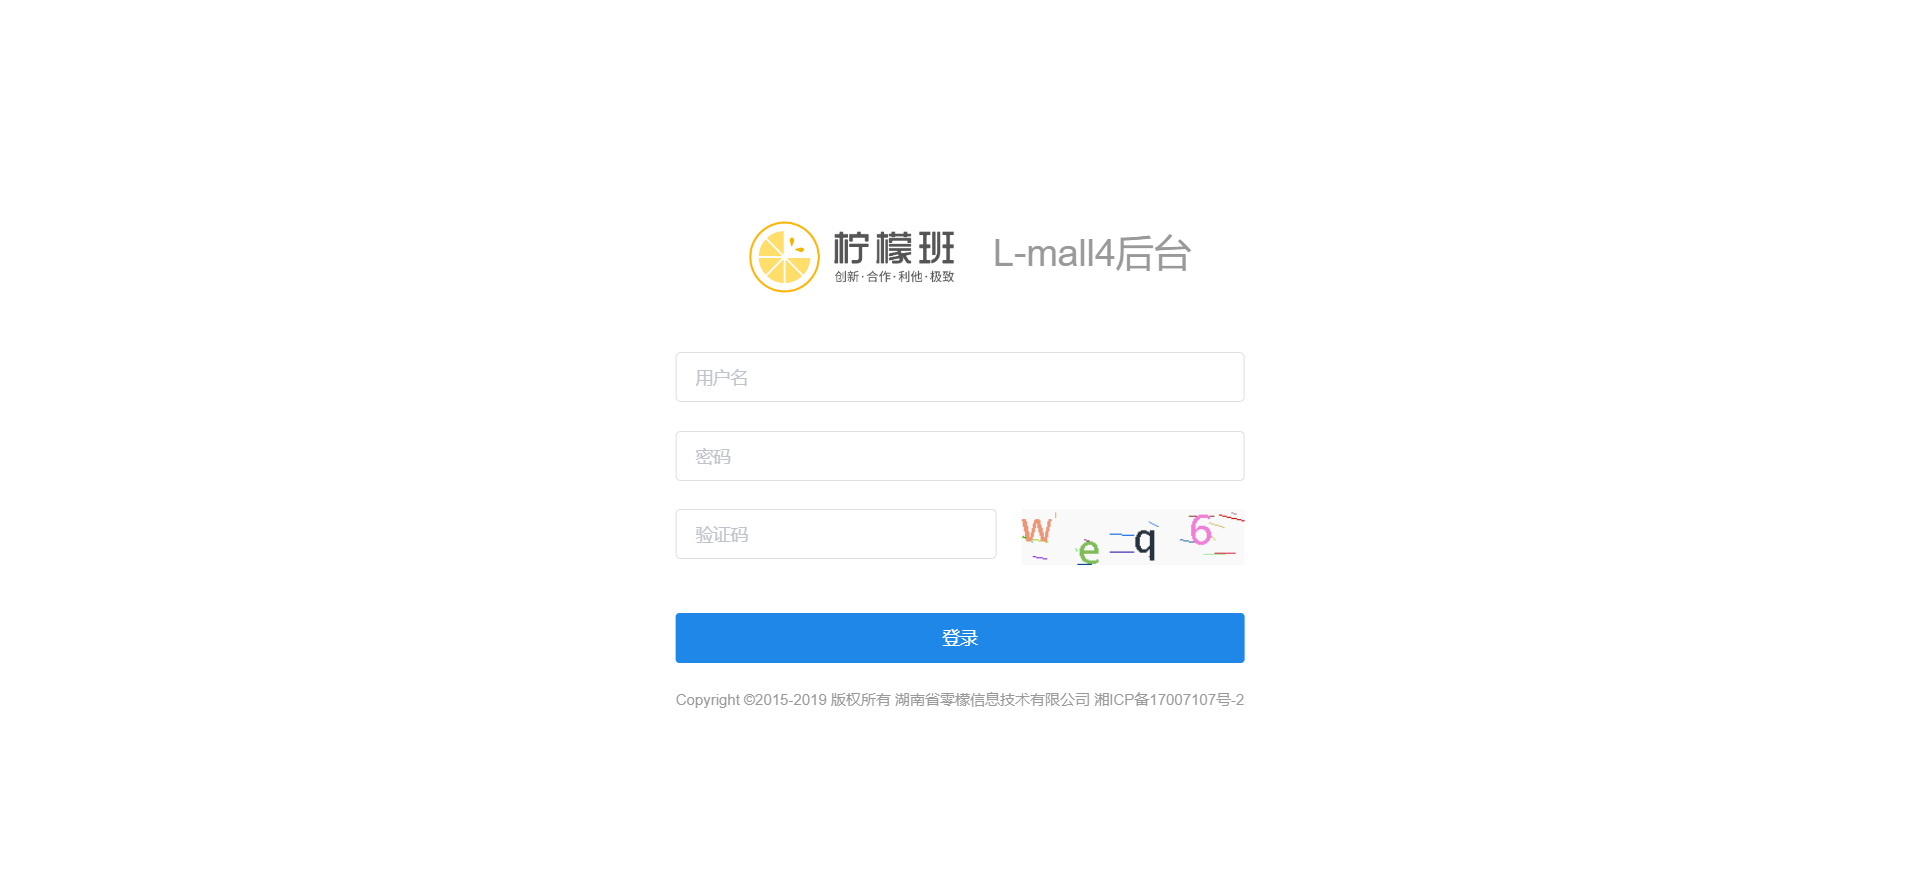 柠檬班
创新·合作·利他·极致
L-mall4后台
用户名
密码
验证码
w e q 6
登录
Copyright ©2015-2019 版权所有 湖南省零檬信息技术有限公司 湘ICP备17007107号-2